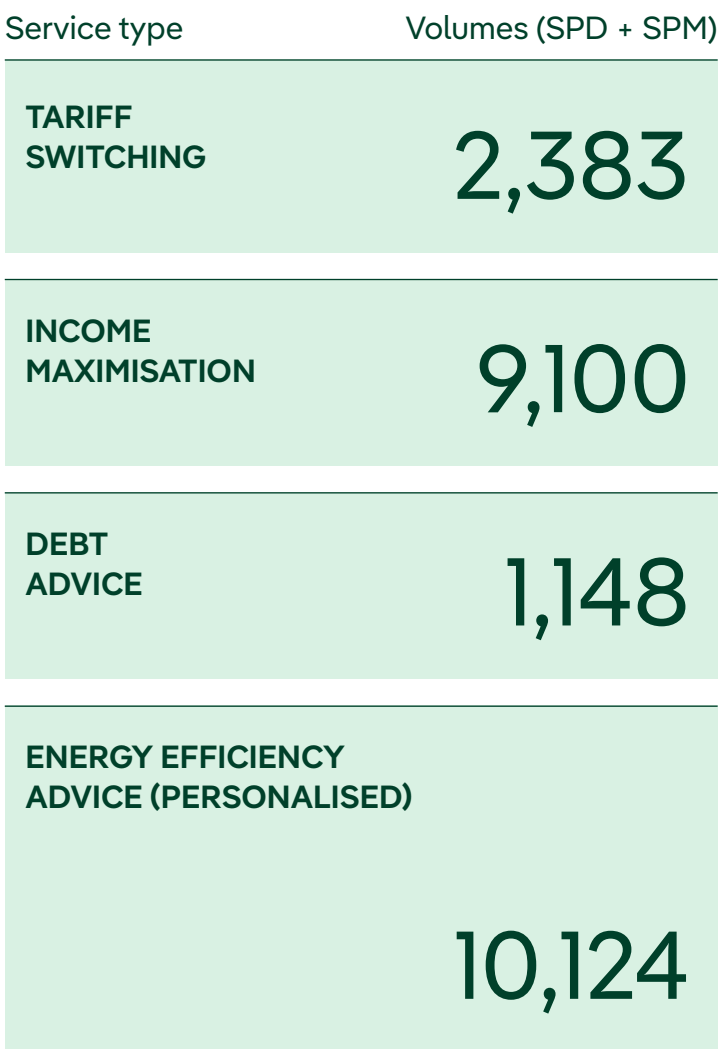 Service type Volumes (SPD + SPM)
TARIFF
SWITCHING
2,383
INCOME
MAXIMISATION
9,100
DEBT
ADVICE
1,148
ENERGY EFFICIENCY
ADVICE (PERSONALISED)
10,124